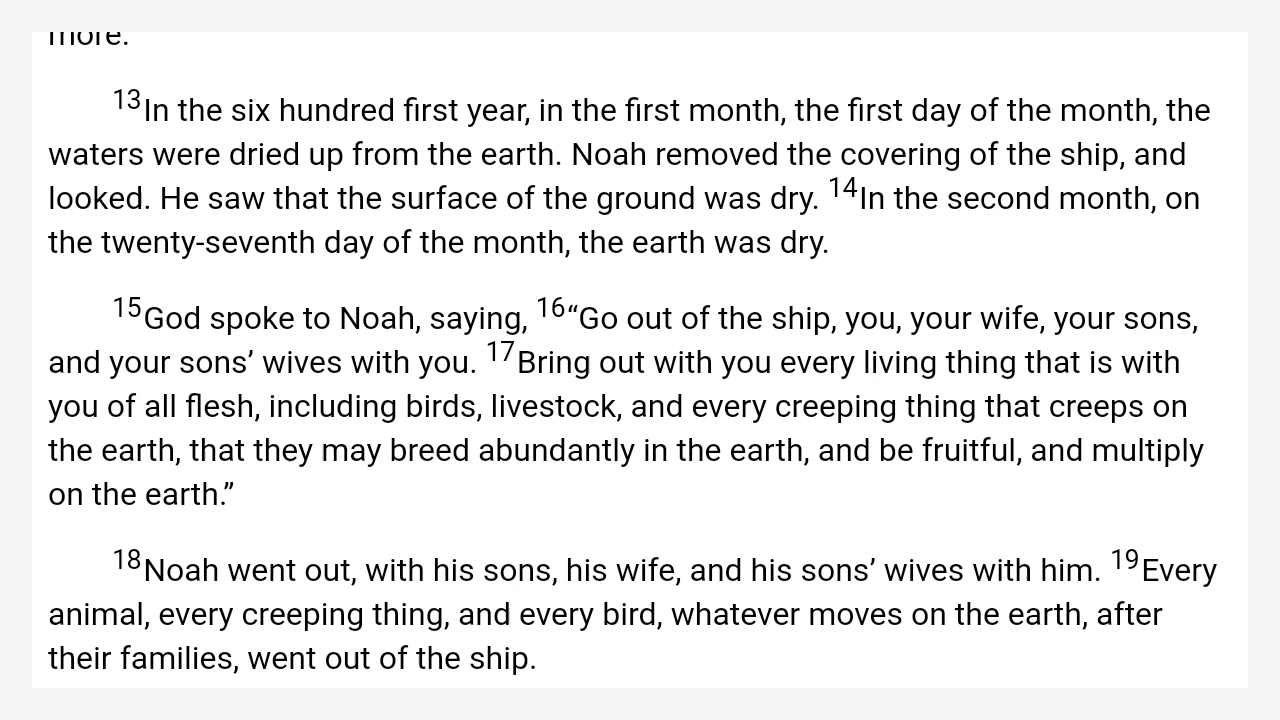 more.
13In the six hundred first year, in the first month, the first day of the month, the
waters were dried up from the earth. Noah removed the covering of the ship, and
looked. He saw that the surface of the ground was dry. 14In the second month, on
the twenty-seventh day of the month, the earth was dry.
15God spoke to Noah, saying, 16“Go out of the ship, you, your wife, your sons,
and your sons’ wives with you. 17Bring out with you every living thing that is with
you of all flesh, including birds, livestock, and every creeping thing that creeps on
the earth, that they may breed abundantly in the earth, and be fruitful, and multiply
on the earth.”
18Noah went out, with his sons, his wife, and his sons’ wives with him. 19Every
animal, every creeping thing, and every bird, whatever moves on the earth, after
their families, went out of the ship.